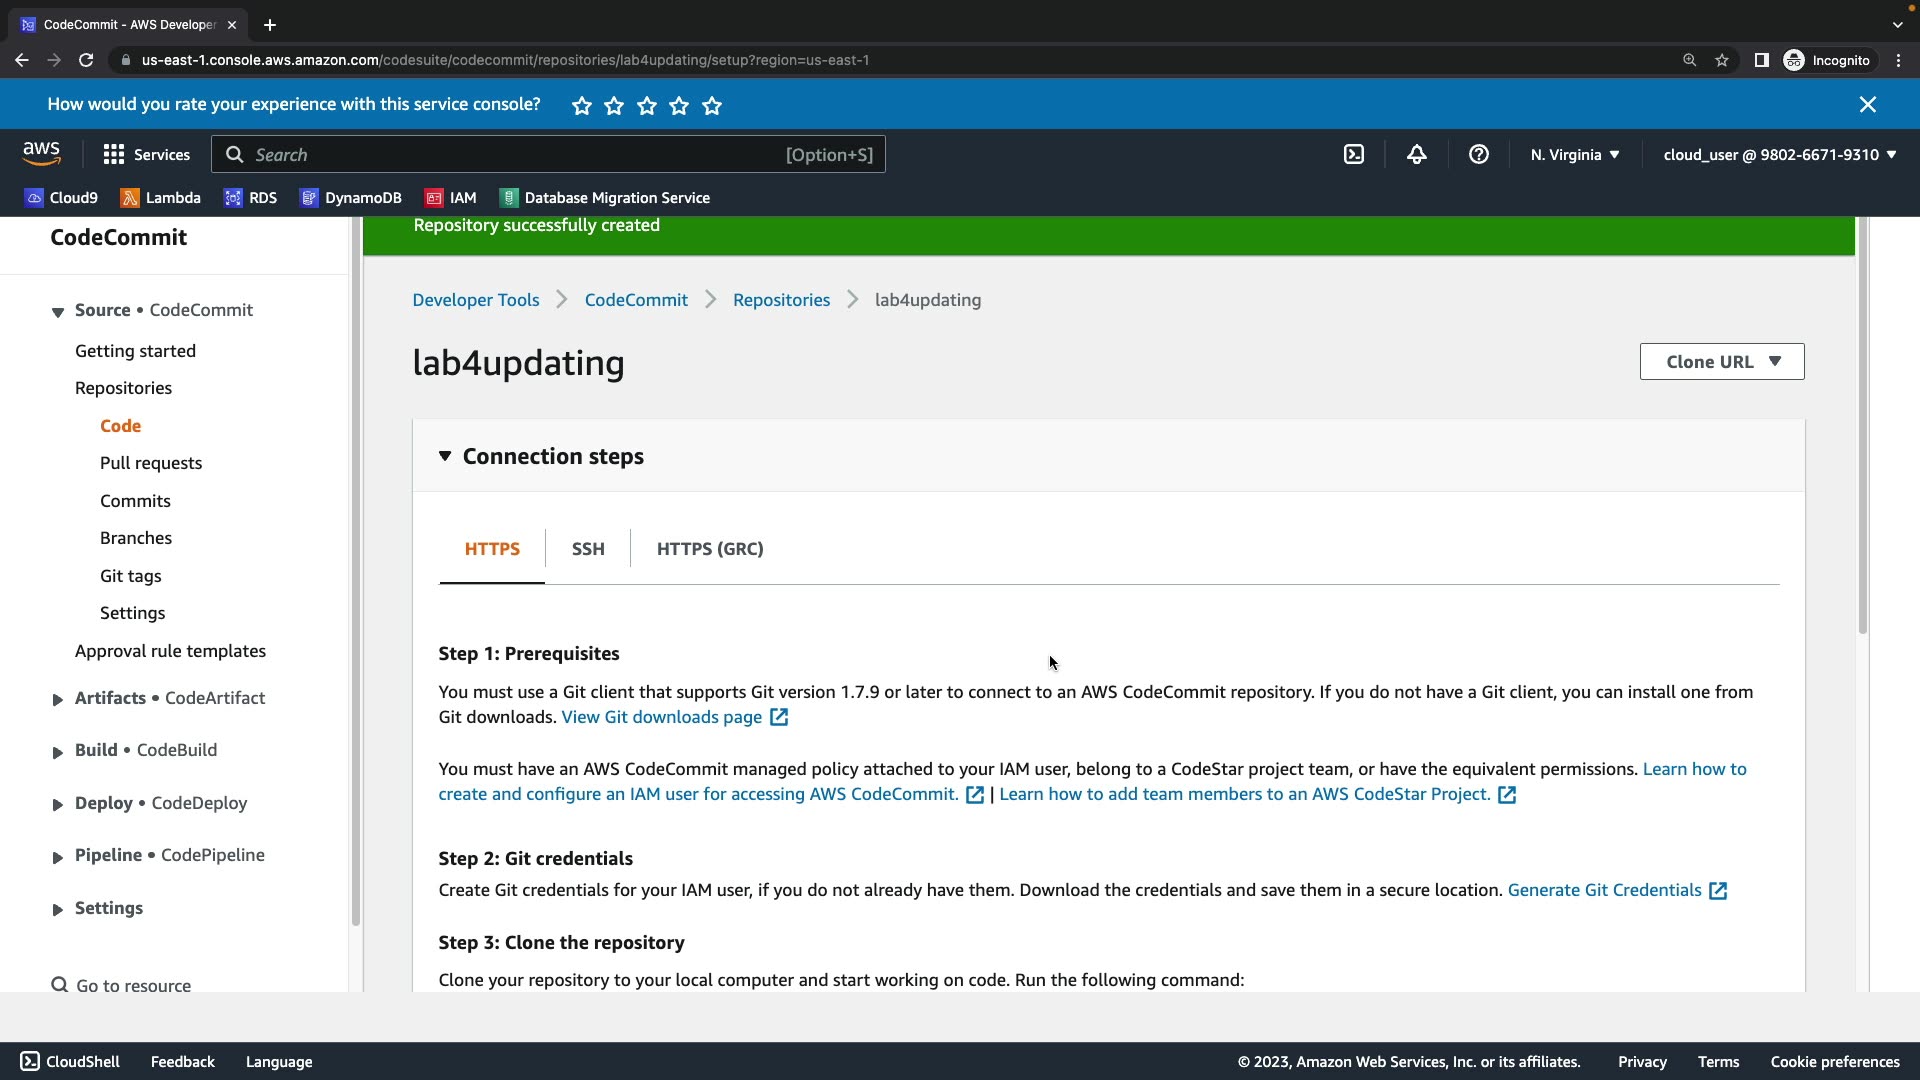 CodeCommit - AWS Developer
us-east-1.console.aws.amazon.com/codesuite/codecommit/repositories/lab4updating/setup?region=us-east-1
Incognito
How would you rate your experience with this service console?
aws
Services
Search
[Option+S]
N. Virginia
cloud_user @ 9802-6671-9310
Cloud9
Lambda
RDS
DynamoDB
IAM
Database Migration Service
CodeCommit
Source • CodeCommit
Getting started
Repositories
Code
Pull requests
Commits
Branches
Git tags
Settings
Approval rule templates
Artifacts • CodeArtifact
Build • CodeBuild
Deploy • CodeDeploy
Pipeline • CodePipeline
Settings
Go to resource
Repository successfully created
Developer Tools
CodeCommit
Repositories
lab4updating
lab4updating
Clone URL
Connection steps
HTTPS
SSH
HTTPS (GRC)
Step 1: Prerequisites
You must use a Git client that supports Git version 1.7.9 or later to connect to an AWS CodeCommit repository. If you do not have a Git client, you can install one from
Git downloads. View Git downloads page
You must have an AWS CodeCommit managed policy attached to your IAM user, belong to a CodeStar project team, or have the equivalent permissions. Learn how to
create and configure an IAM user for accessing AWS CodeCommit. | Learn how to add team members to an AWS CodeStar Project.
Step 2: Git credentials
Create Git credentials for your IAM user, if you do not already have them. Download the credentials and save them in a secure location. Generate Git Credentials
Step 3: Clone the repository
Clone your repository to your local computer and start working on code. Run the following command:
CloudShell
Feedback
Language
© 2023, Amazon Web Services, Inc. or its affiliates.
Privacy
Terms
Cookie preferences